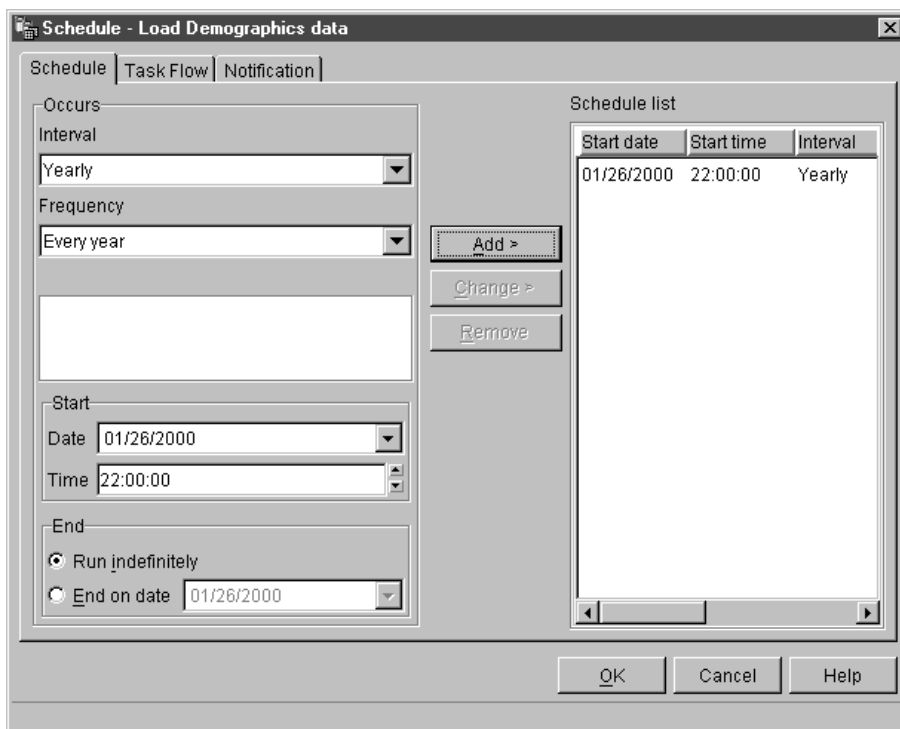 Schedule - Load Demographics data
Schedule Task Flow Notification
Occurs
Interval
Yearly
Frequency
Every year
Start
Date 01/26/2000
Time 22:00:00
End
Run indefinitely
End on date 01/26/2000
Add >
Change >
Remove
Schedule list
Start date Start time Interval
01/26/2000 22:00:00 Yearly
OK Cancel Help